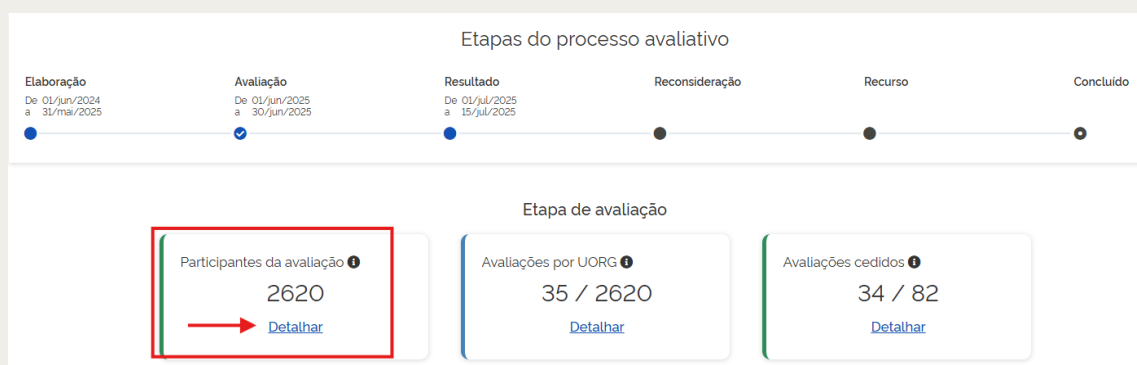 Etapas do processo avaliativo
Elaboração
De 01/jun/2024
a 31/mai/2025
Avaliação
De 01/jun/2025
a 30/jun/2025
Resultado
De 01/jul/2025
a 15/jul/2025
Reconsideração
Recurso
Concluído
Etapa de avaliação
Participantes da avaliação
2620
Detalhar
Avaliações por UORG
35 / 2620
Detalhar
Avaliações cedidos
34 / 82
Detalhar